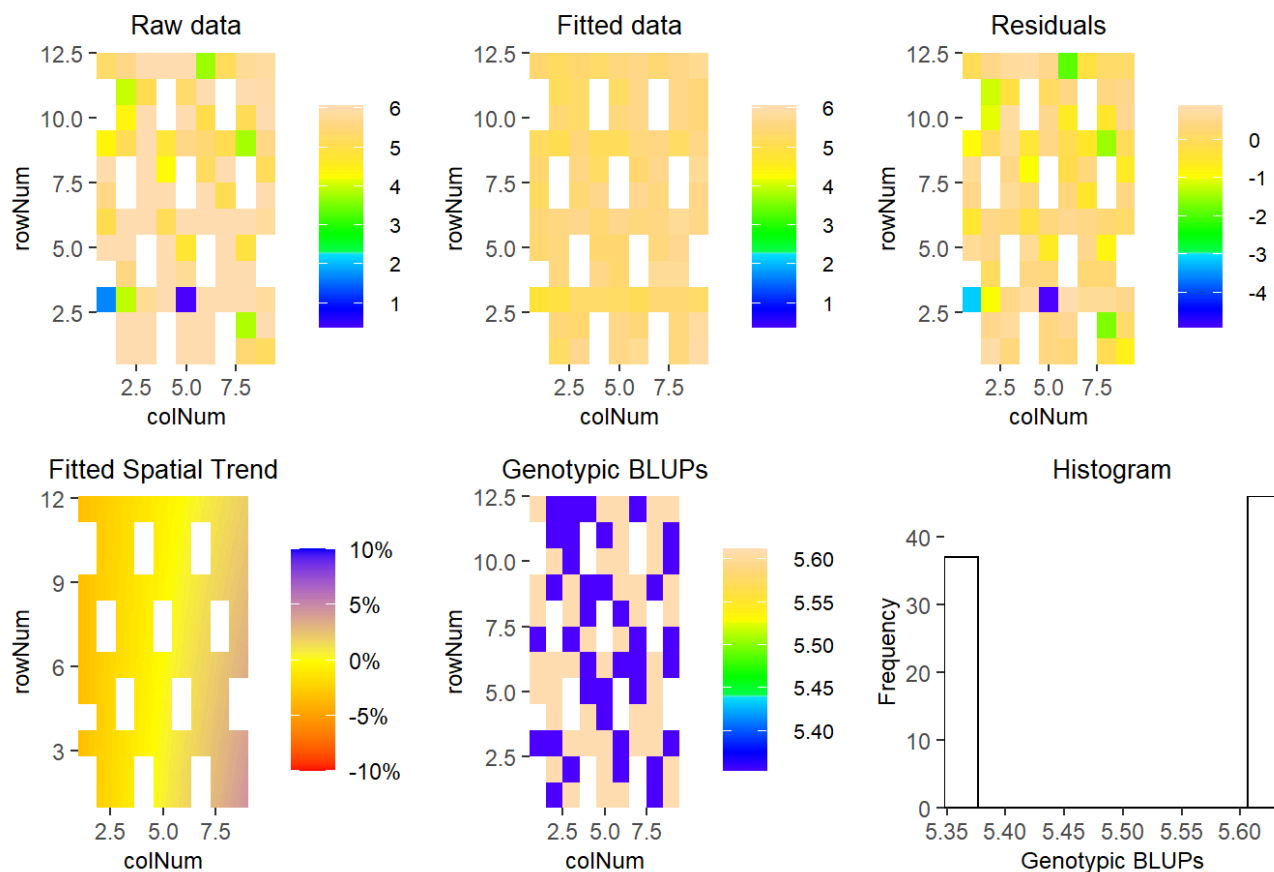 Raw data
12.5
10.0
7.5
5.0
2.5
rowNum
2.5 5.0 7.5
colNum
6
5
4
3
2
1
Fitted data
12.5
10.0
7.5
5.0
2.5
rowNum
2.5 5.0 7.5
colNum
6
5
4
3
2
1
Residuals
12.5
10.0
7.5
5.0
2.5
rowNum
2.5 5.0 7.5
colNum
0
-1
-2
-3
-4
Fitted Spatial Trend
12
9
6
3
rowNum
2.5 5.0 7.5
colNum
10%
5%
0%
-5%
-10%
Genotypic BLUPs
12.5
10.0
7.5
5.0
2.5
rowNum
2.5 5.0 7.5
colNum
5.60
5.55
5.50
5.45
5.40
Histogram
40
30
20
10
0
Frequency
5.35 5.40 5.45 5.50 5.55 5.60
Genotypic BLUPs